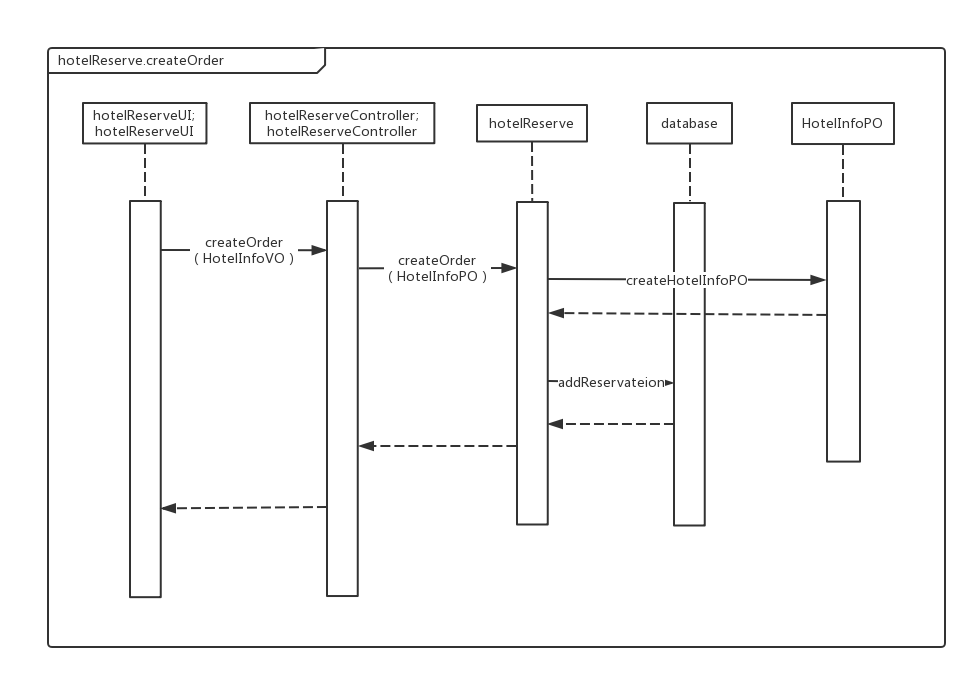 hotelReserve.createOrder
hotelReserveUI;
hotelReserveUI
hotelReserveController;
hotelReserveController
hotelReserve
database
HotelInfoPO
createOrder
( HotelInfoVO )
createOrder
( HotelInfoPO )
createHotelInfoPO
addReservateion